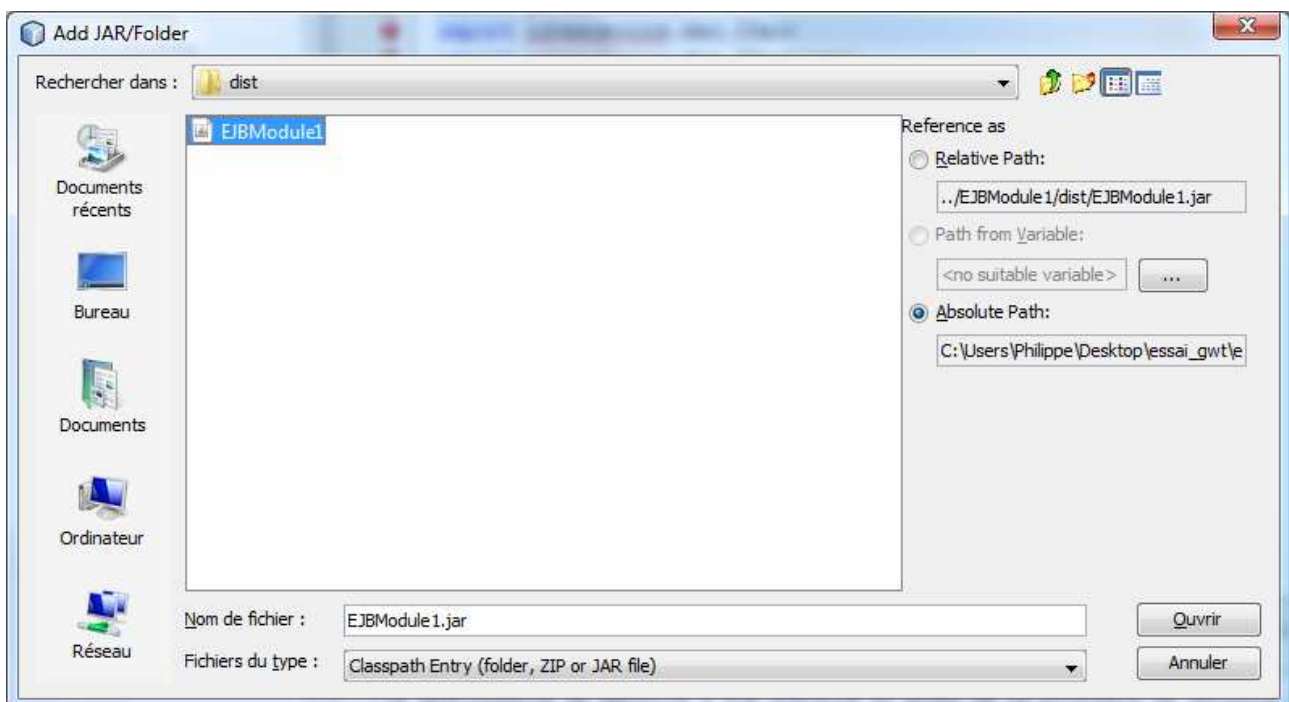 Add JAR/Folder
Rechercher dans :
dist
EJBModule1
Documents
récents
Bureau
Documents
Ordinateur
Réseau
Reference as
Relative Path:
../EJBModule1/dist/EJBModule1.jar
Path from Variable:
<no suitable variable>
...
Absolute Path:
C:\Users\Philippe\Desktop\essai_gwt\e
Nom de fichier :
EJBModule1.jar
Ouvrir
Fichiers du type :
Classpath Entry (folder, ZIP or JAR file)
Annuler